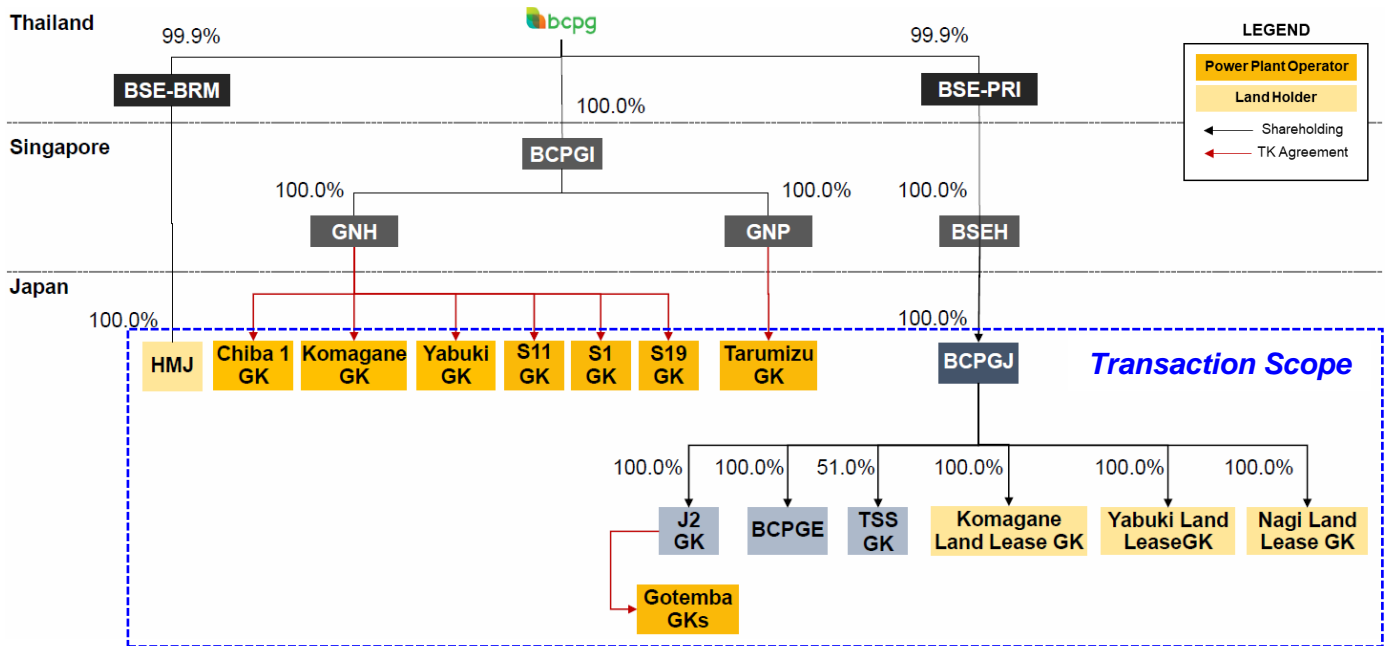 Thailand
bcpg
LEGEND
99.9%
99.9%
Power Plant Operator
BSE-BRM
BSE-PRI
Land Holder
100.0%
Shareholding
Singapore
BCPGI
TK Agreement
100.0%
100.0%
100.0%
GNH
GNP
BSEH
Japan
100.0%
100.0%
HMJ
Chiba 1
GK
Komagane
GK
Yabuki
GK
S11
GK
S1
GK
S19
GK
Tarumizu
GK
BCPGJ
Transaction Scope
100.0%
100.0%
51.0%
100.0%
100.0%
100.0%
J2
GK
BCPGE
TSS
GK
Komagane
Land Lease GK
Yabuki Land
LeaseGK
Nagi Land
Lease GK
Gotemba
GKs